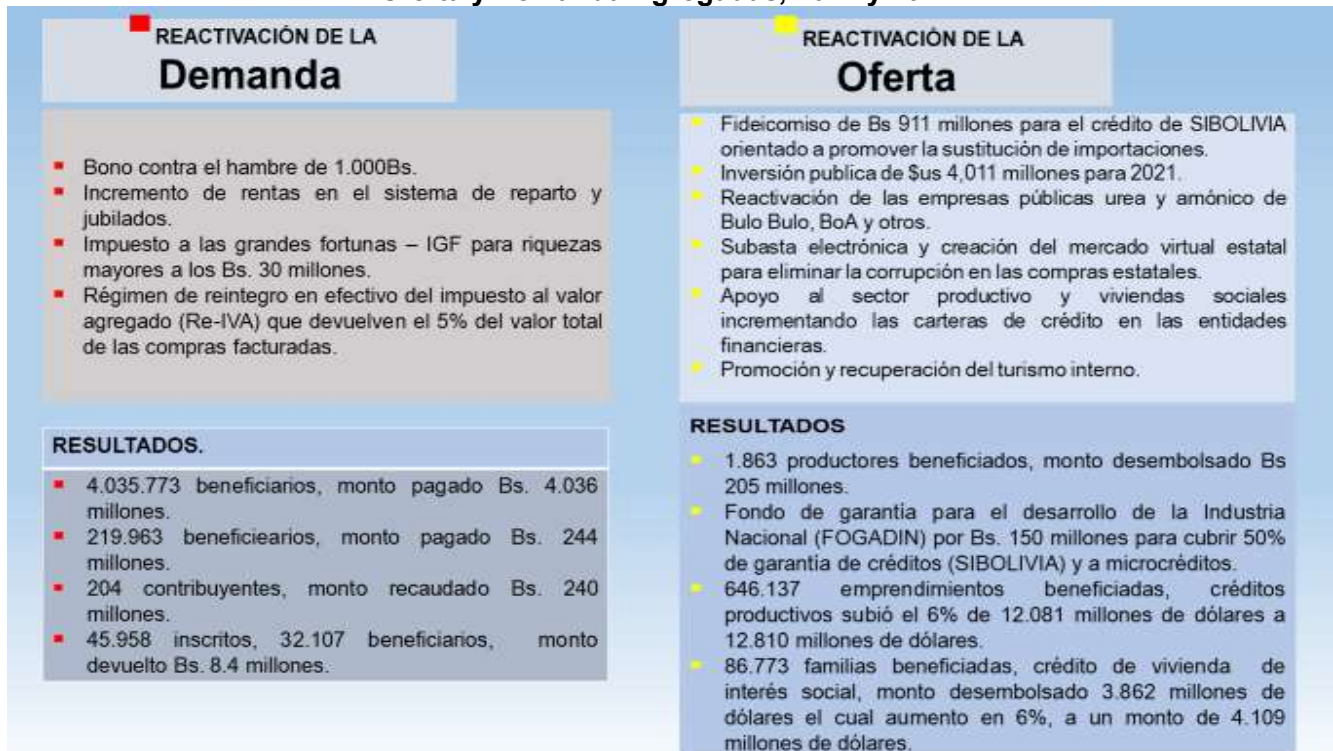 REACTIVACIÓN DE LA
Demanda
Bono contra el hambre de 1.000Bs.
Incremento de rentas en el sistema de reparto y
jubilados.
Impuesto a las grandes fortunas – IGF para riquezas
mayores a los Bs. 30 millones.
Régimen de reintegro en efectivo del impuesto al valor
agregado (Re-IVA) que devuelven el 5% del valor total
de las compras facturadas.
RESULTADOS.
4.035.773 beneficiarios, monto pagado Bs. 4.036
millones.
219.963 beneficiearios, monto pagado Bs. 244
millones.
204 contribuyentes, monto recaudado Bs. 240
millones.
45.958 inscritos, 32.107 beneficiarios, monto
devuelto Bs. 8.4 millones.
REACTIVACIÓN DE LA
Oferta
Fideicomiso de Bs 911 millones para el crédito de SIBOLIVIA
orientado a promover la sustitución de importaciones.
Inversión publica de $us 4,011 millones para 2021.
Reactivación de las empresas públicas urea y amónico de
Bulo Bulo, BoA y otros.
Subasta electrónica y creación del mercado virtual estatal
para eliminar la corrupción en las compras estatales.
Apoyo al sector productivo y viviendas sociales
incrementando las carteras de crédito en las entidades
financieras.
Promoción y recuperación del turismo interno.
RESULTADOS
1.863 productores beneficiados, monto desembolsado Bs
205 millones.
Fondo de garantía para el desarrollo de la Industria
Nacional (FOGADIN) por Bs. 150 millones para cubrir 50%
de garantía de créditos (SIBOLIVIA) y a microcréditos.
646.137 emprendimientos beneficiadas, créditos
productivos subió el 6% de 12.081 millones de dólares a
12.810 millones de dólares.
86.773 familias beneficiadas, crédito de vivienda de
interés social, monto desembolsado 3.862 millones de
dólares el cual aumento en 6%, a un monto de 4.109
millones de dólares.